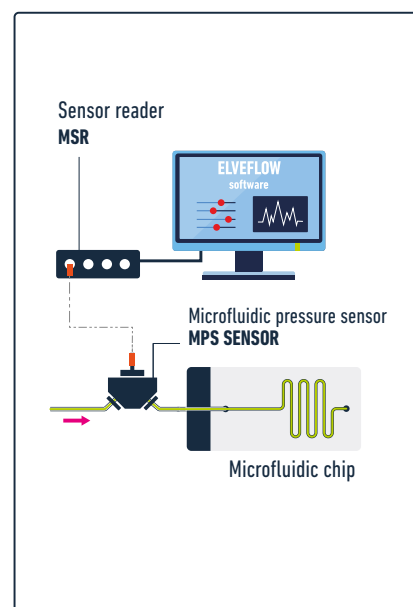 Sensor reader
MSR
ELVEFLOW
software
Microfluidic pressure sensor
MPS SENSOR
Microfluidic chip